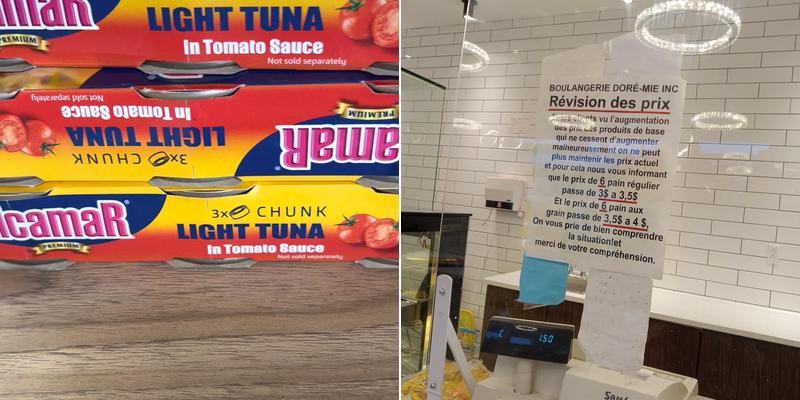 PREMIUM
LIGHT TUNA
In Tomato Sauce
Not sold separately
Not sold separately
In Tomato Sauce
LIGHT TUNA
3x CHUNK
PREMIUM
lcamaR
lcamaR
PREMIUM
3x CHUNK
LIGHT TUNA
In Tomato Sauce
Not sold separately
BOULANGERIE DORÉ-MIE INC
Révision des prix
clients vu l'augmentation
des prix des produits de base
qui ne cessent d'augmenter
malheureusement on ne peut
plus maintenir les prix actuel
et pour cela nous vous informant
que le prix de 6 pain régulier
passe de 3$ a 3,5$
Et le prix de 6 pain aux
grain passe de 3,5$ a 4 $,
On vous prie de bien comprendre
la situation!et
merci de votre compréhension.
1.50